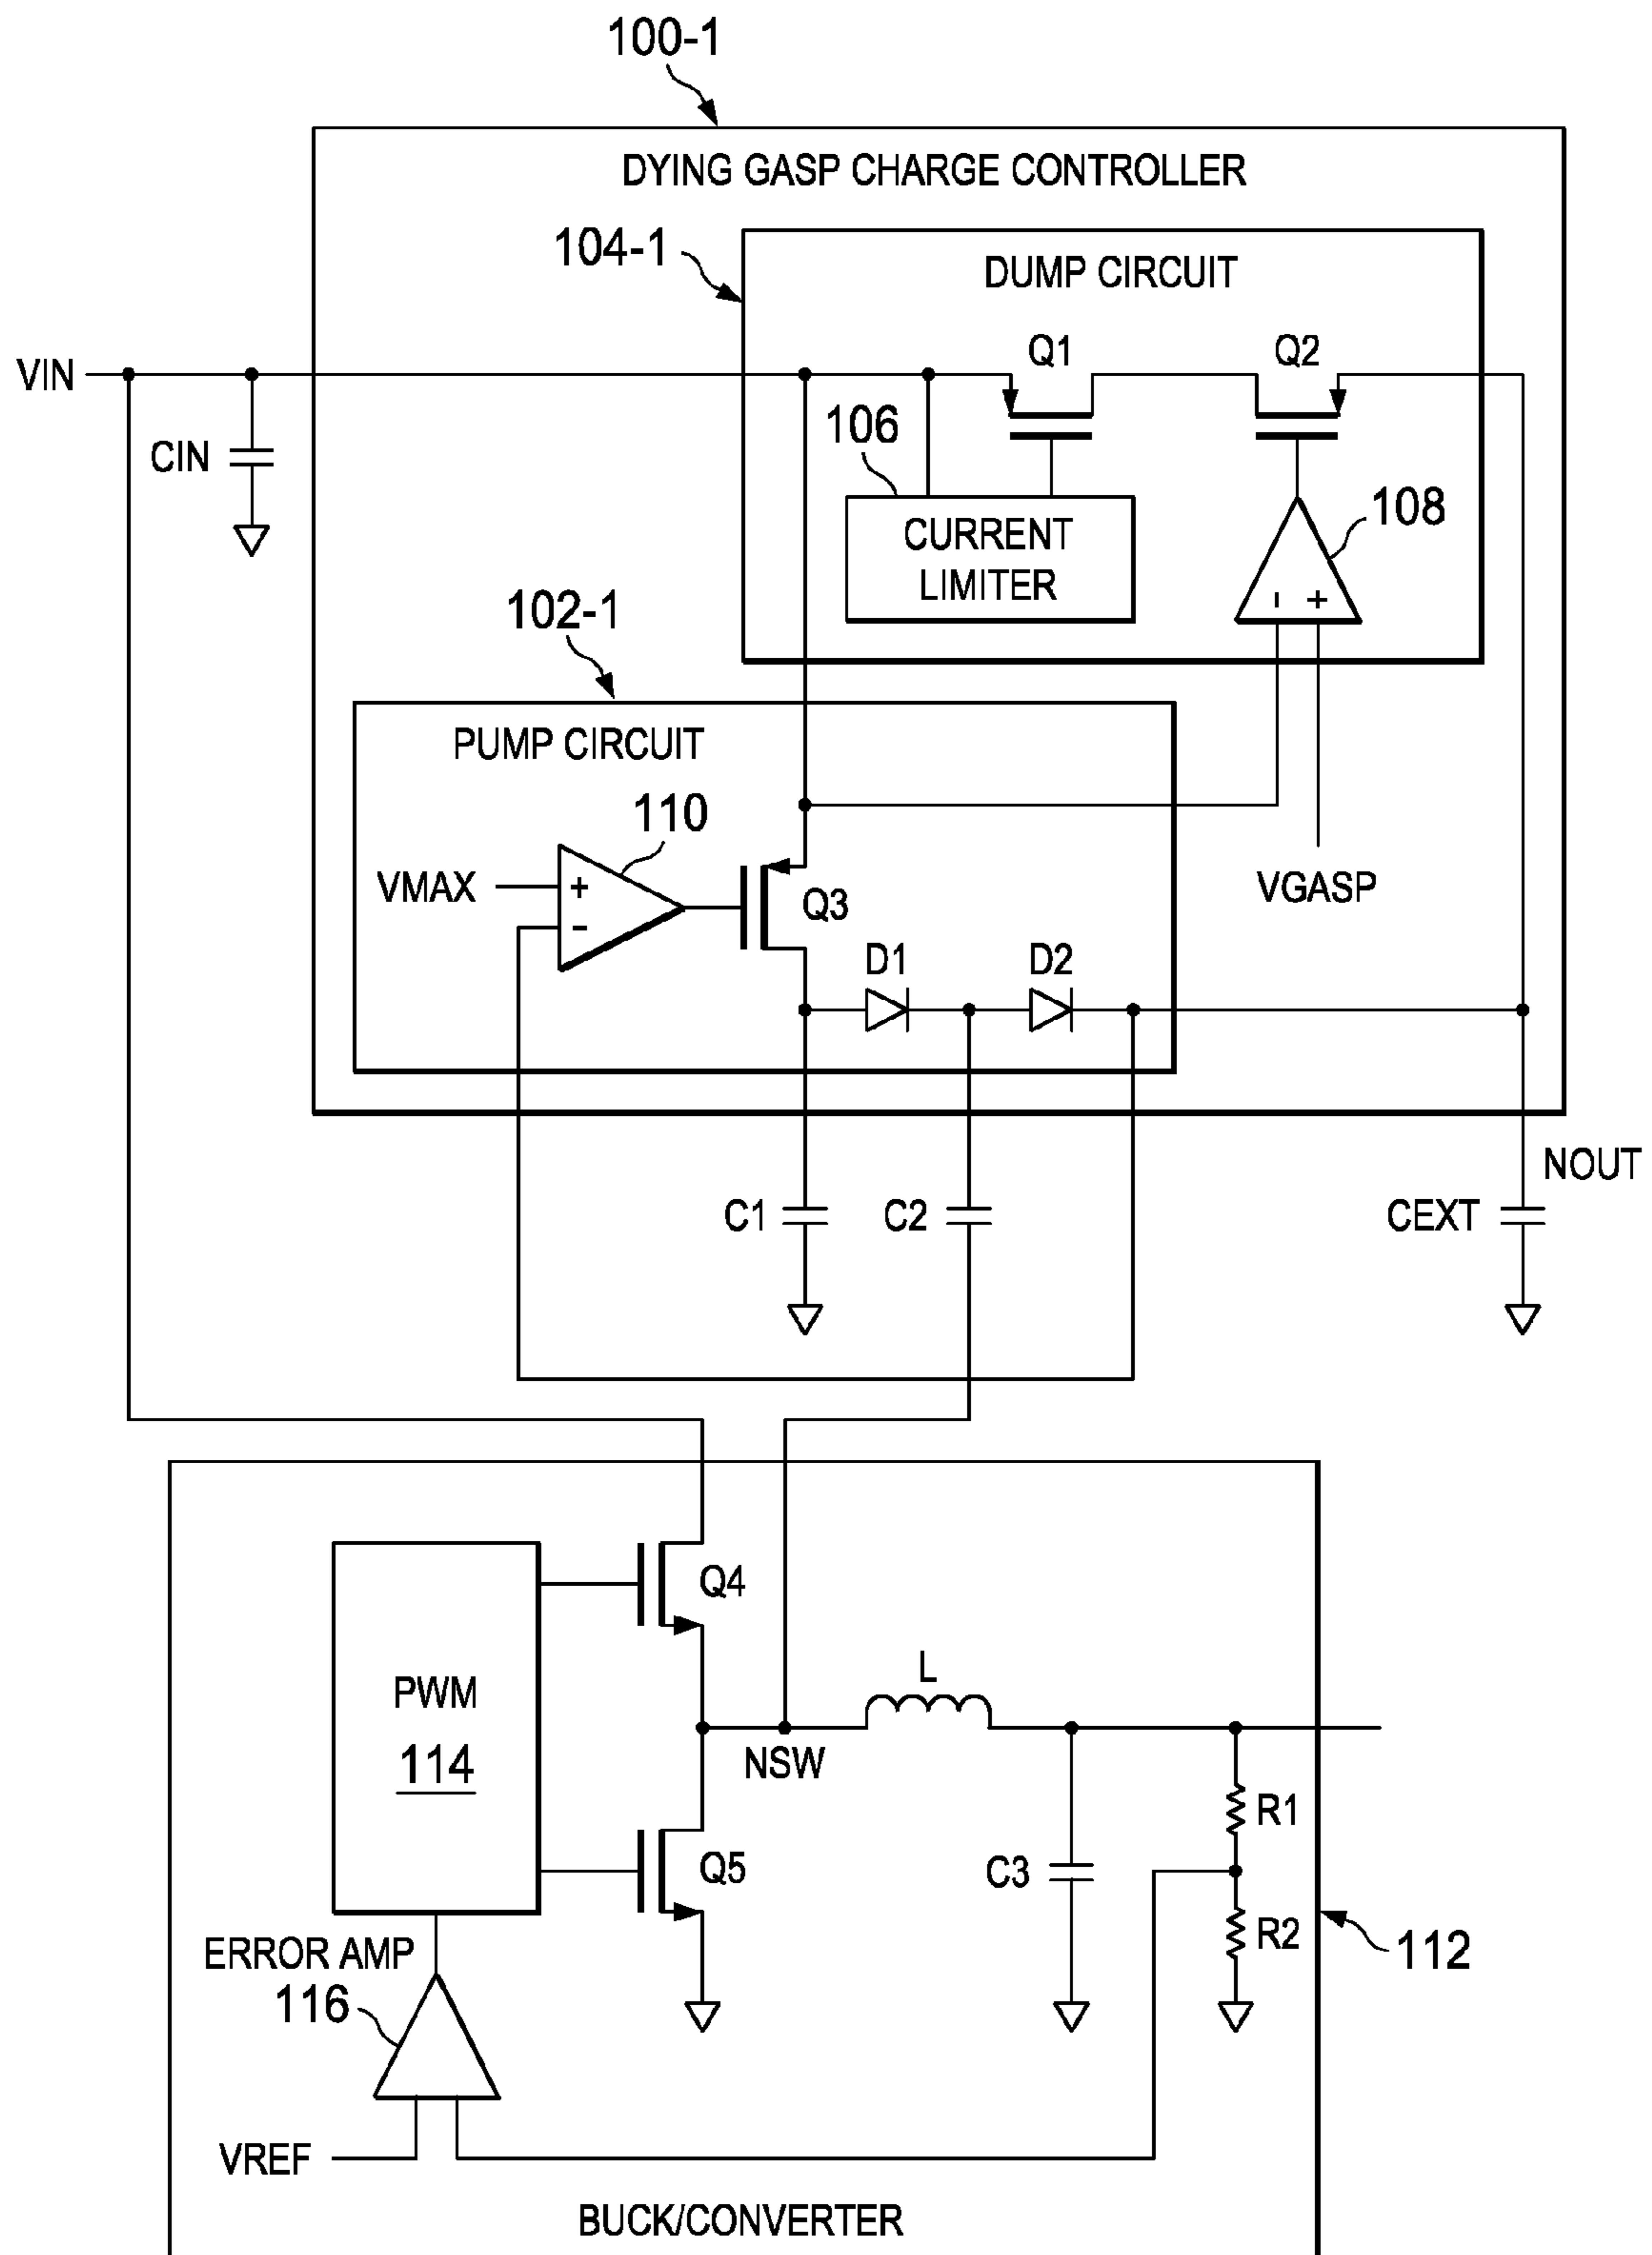 100-1
DYING GASP CHARGE CONTROLLER
104-1
DUMP CIRCUIT
VIN
Q1
Q2
CIN
106
CURRENT
LIMITER
108
- +
102-1
PUMP CIRCUIT
110
VMAX
+
-
Q3
VGASP
D1
D2
NOUT
C1
C2
CEXT
Q4
PWM
114
L
NSW
R1
Q5
C3
R2
112
ERROR AMP
116
VREF
BUCK/CONVERTER